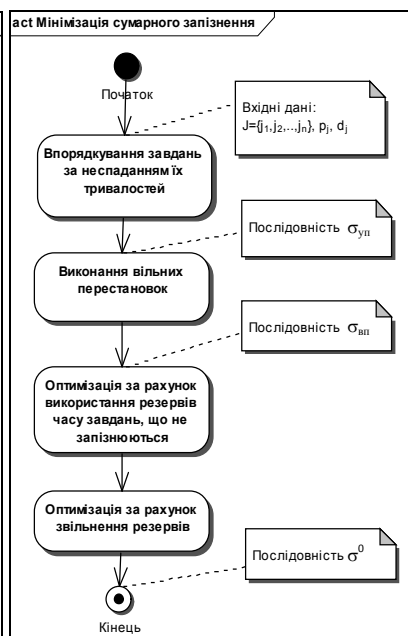 act Мінімізація сумарного запізнення
Початок
Вхідні дані:
J={j1,j2,..,jn}, pj, dj
Впорядкування завдань
за неспаданням їх
тривалостей
Послідовність σуп
Виконання вільних
перестановок
Послідовність σвп
Оптимізація за рахунок
використання резервів
часу завдань, що не
запізнюються
Оптимізація за рахунок
звільнення резервів
Послідовність σ0
Кінець